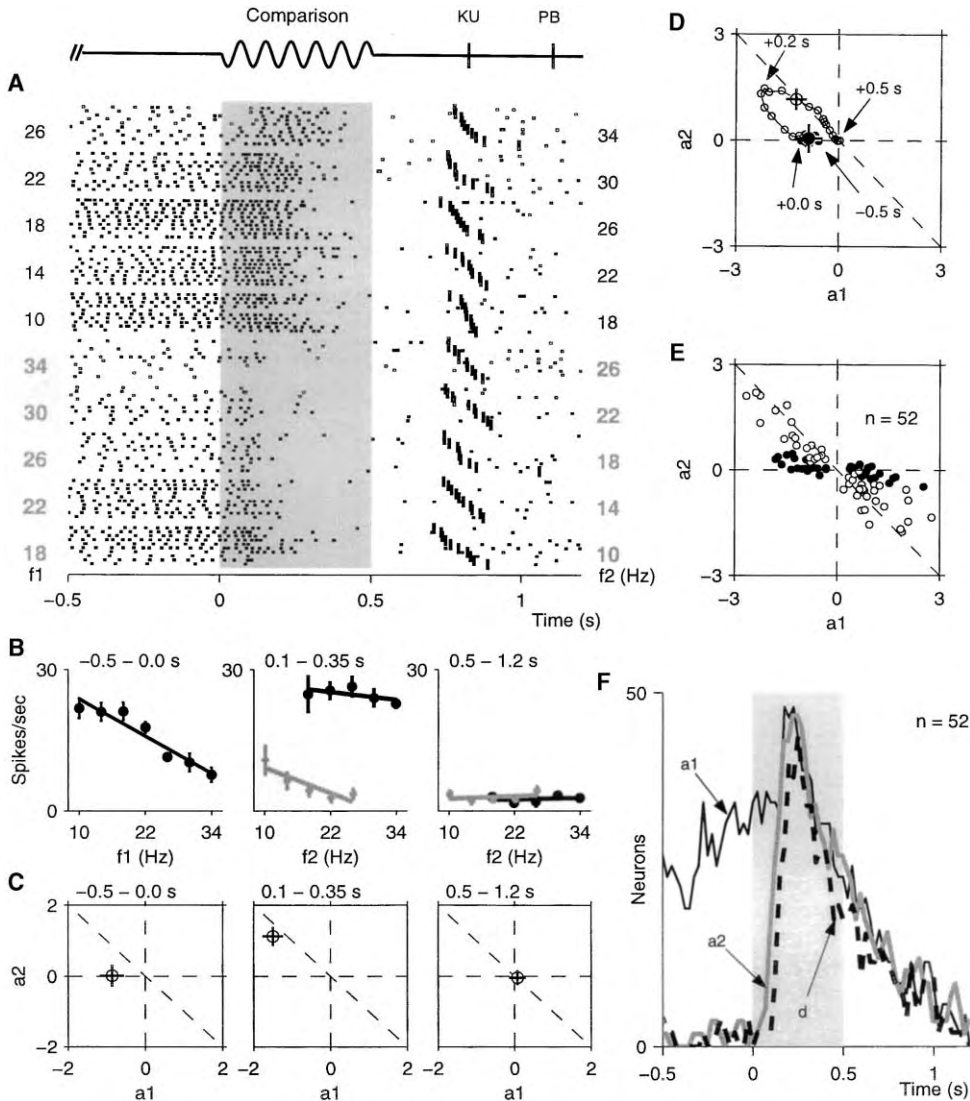 Comparison KU PB
A
26 34
22 30
18 26
14 22
10 18
34 26
30 22
26 18
22 14
18 10
f1 f2 (Hz)
−0.5 0 0.5 1
Time (s)
B
−0.5 – 0.0 s 0.1 – 0.35 s 0.5 – 1.2 s
30 30 30
Spikes/sec
0 0
10 22 34 10 22 34 10 22 34
f1 (Hz) f2 (Hz) f2 (Hz)
C
−0.5 – 0.0 s 0.1 – 0.35 s 0.5 – 1.2 s
2
a2
0
−2
−2 0 2 −2 0 2 −2 0 2
a1 a1 a1
D
3
+0.2 s
+0.5 s
a2
0
+0.0 s −0.5 s
−3
−3 0 3
a1
E
3
n = 52
a2
0
−3
−3 0 3
a1
F
50
n = 52
a1
Neurons
a2
d
0
−0.5 0 0.5 1
Time (s)